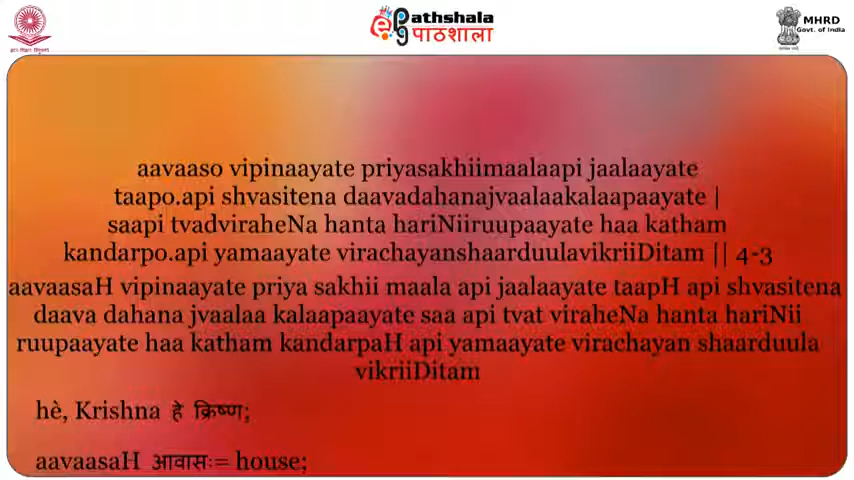 Pathshala
पाठशाला
MHRD
Govt. of India
aavaaso vipinaayate priyasakhiimaalaapi jaalaayate
taapo.api shvasitena daavadahanajvaalaakalaapaayate |
saapi tvadviraheNa hanta hariNiiruupaayate haa katham
kandarpo.api yamaayate virachayanshaarduulavikriiDitam || 4-3
aavaasaH vipinaayate priya sakhii maala api jaalaayate taapH api shvasitena
daava dahana jvaalaa kalaapaayate saa api tvat viraheNa hanta hariNii
ruupaayate haa katham kandarpaH api yamaayate virachayan shaarduula
vikriiDitam
hè, Krishna हे क्रिष्ण;
aavaasaH आवासः= house;